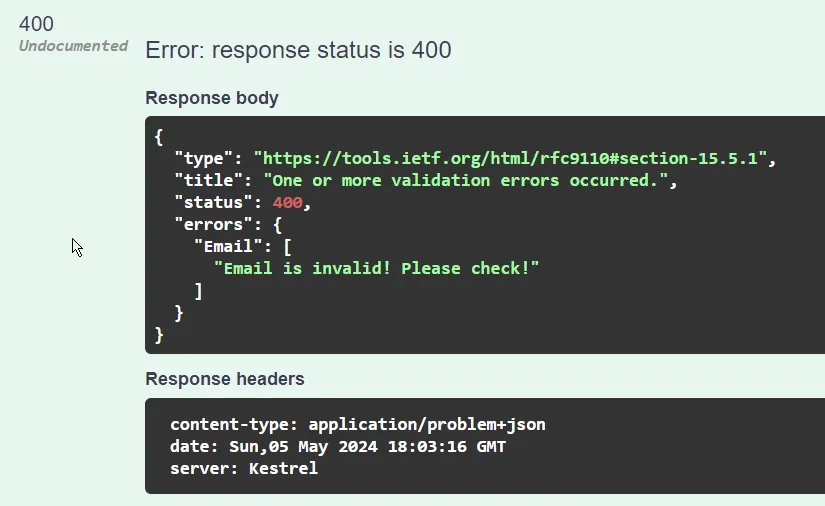 400
Undocumented
Error: response status is 400
Response body
{
  "type": "https://tools.ietf.org/html/rfc9110#section-15.5.1",
  "title": "One or more validation errors occurred.",
  "status": 400,
  "errors": {
    "Email": [
      "Email is invalid! Please check!"
    ]
  }
}
Response headers
content-type: application/problem+json
date: Sun,05 May 2024 18:03:16 GMT
server: Kestrel